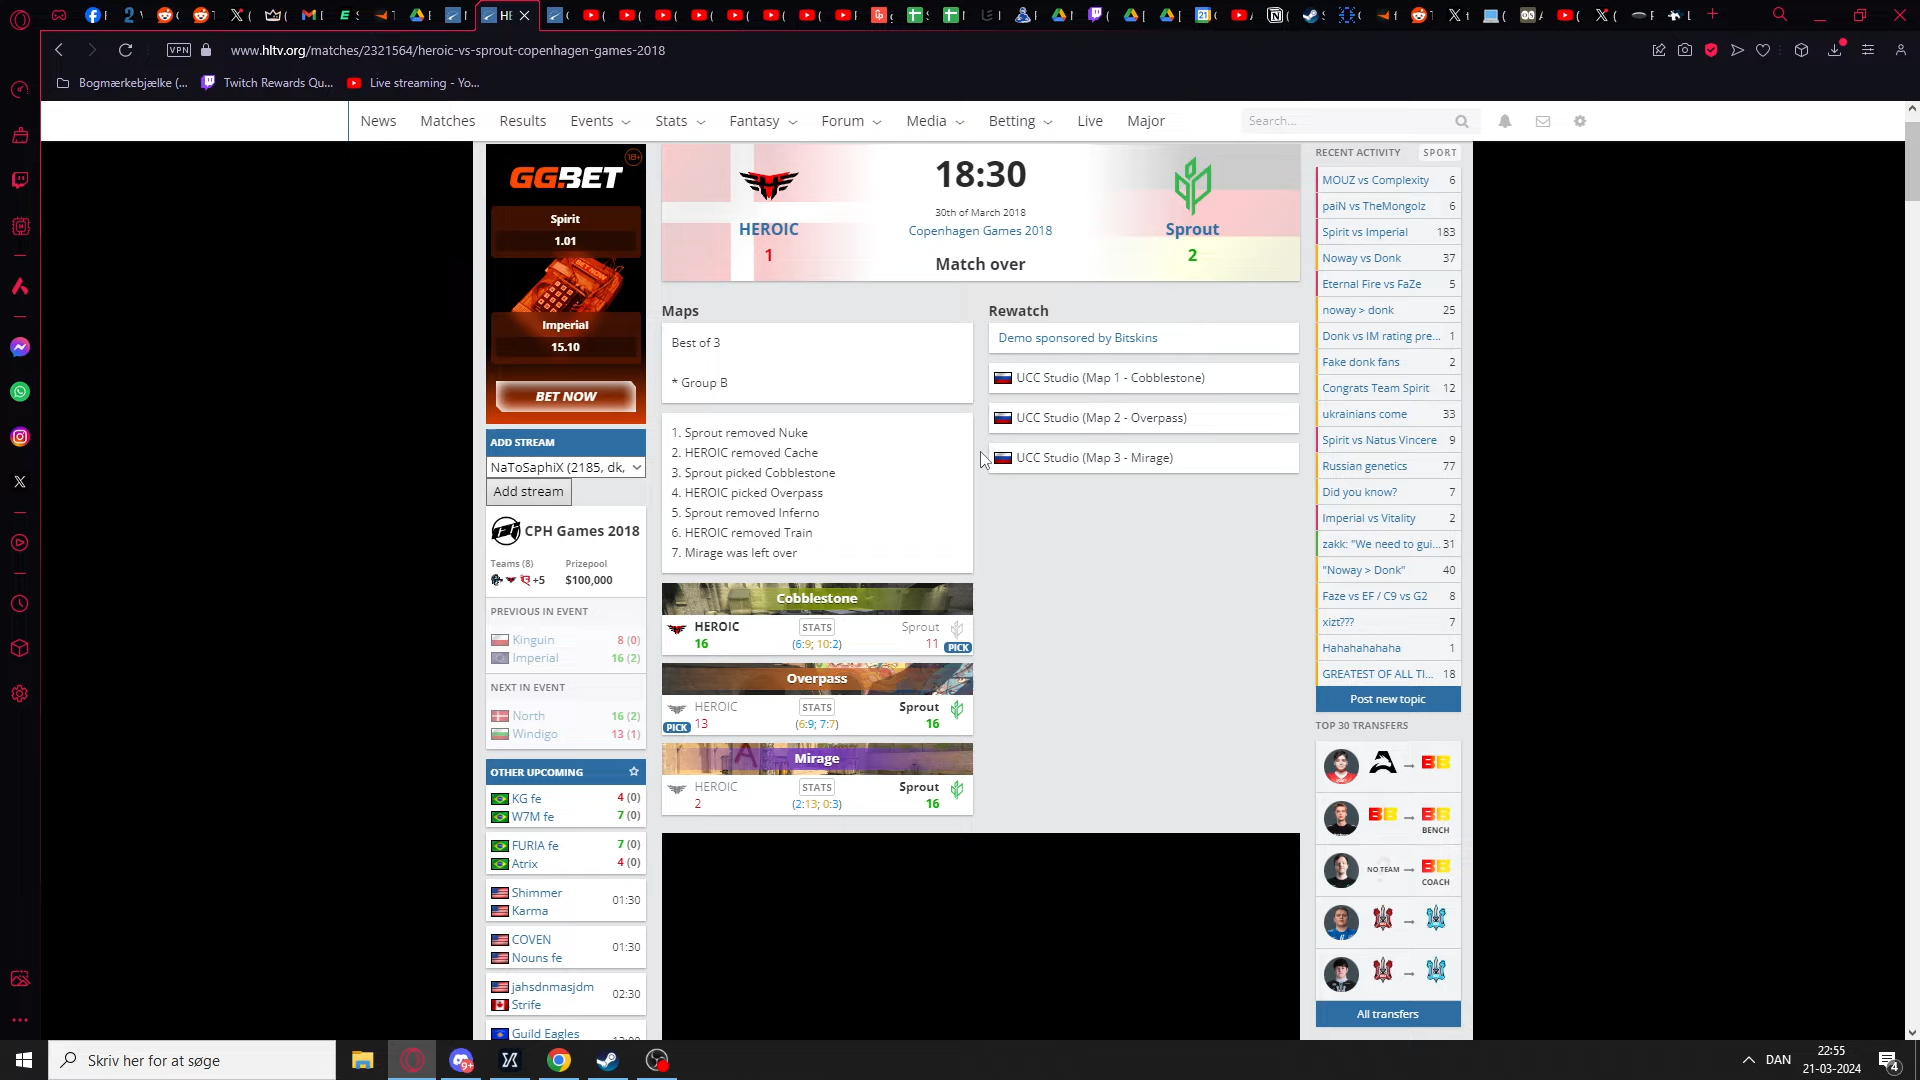 www.hltv.org/matches/2321564/heroic-vs-sprout-copenhagen-games-2018
VPN
Bogmærkebjælke (...
Twitch Rewards Qu...
Live streaming - Yo...
News
Matches
Results
Events
Stats
Fantasy
Forum
Media
Betting
Live
Major
Search...
GG.BET
18+
Spirit
1.01
BET NOW
Imperial
15.10
BET NOW
ADD STREAM
NaToSaphiX (2185, dk,
Add stream
CPH Games 2018
Teams (8)
Prizepool
+5
$100,000
PREVIOUS IN EVENT
Kinguin 8 (0)
Imperial 16 (2)
NEXT IN EVENT
North 16 (2)
Windigo 13 (1)
OTHER UPCOMING
KG fe 4 (0)
W7M fe 7 (0)
FURIA fe 7 (0)
Atrix 4 (0)
Shimmer
Karma
01:30
COVEN
Nouns fe
01:30
jahsdnmasjdm
Strife
02:30
Guild Eagles
HEROIC
1
18:30
30th of March 2018
Copenhagen Games 2018
Match over
Sprout
2
Maps
Best of 3
* Group B
1. Sprout removed Nuke
2. HEROIC removed Cache
3. Sprout picked Cobblestone
4. HEROIC picked Overpass
5. Sprout removed Inferno
6. HEROIC removed Train
7. Mirage was left over
Cobblestone
HEROIC
16
STATS
(6:9; 10:2)
Sprout
11
PICK
Overpass
HEROIC
PICK
13
STATS
(6:9; 7:7)
Sprout
16
Mirage
HEROIC
2
STATS
(2:13; 0:3)
Sprout
16
Rewatch
Demo sponsored by Bitskins
UCC Studio (Map 1 - Cobblestone)
UCC Studio (Map 2 - Overpass)
UCC Studio (Map 3 - Mirage)
RECENT ACTIVITY
SPORT
MOUZ vs Complexity 6
paiN vs TheMongolz 6
Spirit vs Imperial 183
Noway vs Donk 37
Eternal Fire vs FaZe 5
noway > donk 25
Donk vs IM rating pre... 1
Fake donk fans 2
Congrats Team Spirit 12
ukrainians come 33
Spirit vs Natus Vincere 9
Russian genetics 77
Did you know? 7
Imperial vs Vitality 2
zakk: "We need to gui... 31
"Noway > Donk" 40
Faze vs EF / C9 vs G2 8
xizt??? 7
Hahahahahaha 1
GREATEST OF ALL TI... 18
Post new topic
TOP 30 TRANSFERS
BB
BB
BB
BENCH
NO TEAM
BB
COACH
All transfers
Skriv her for at søge
9+
DAN
22:55
21-03-2024
4